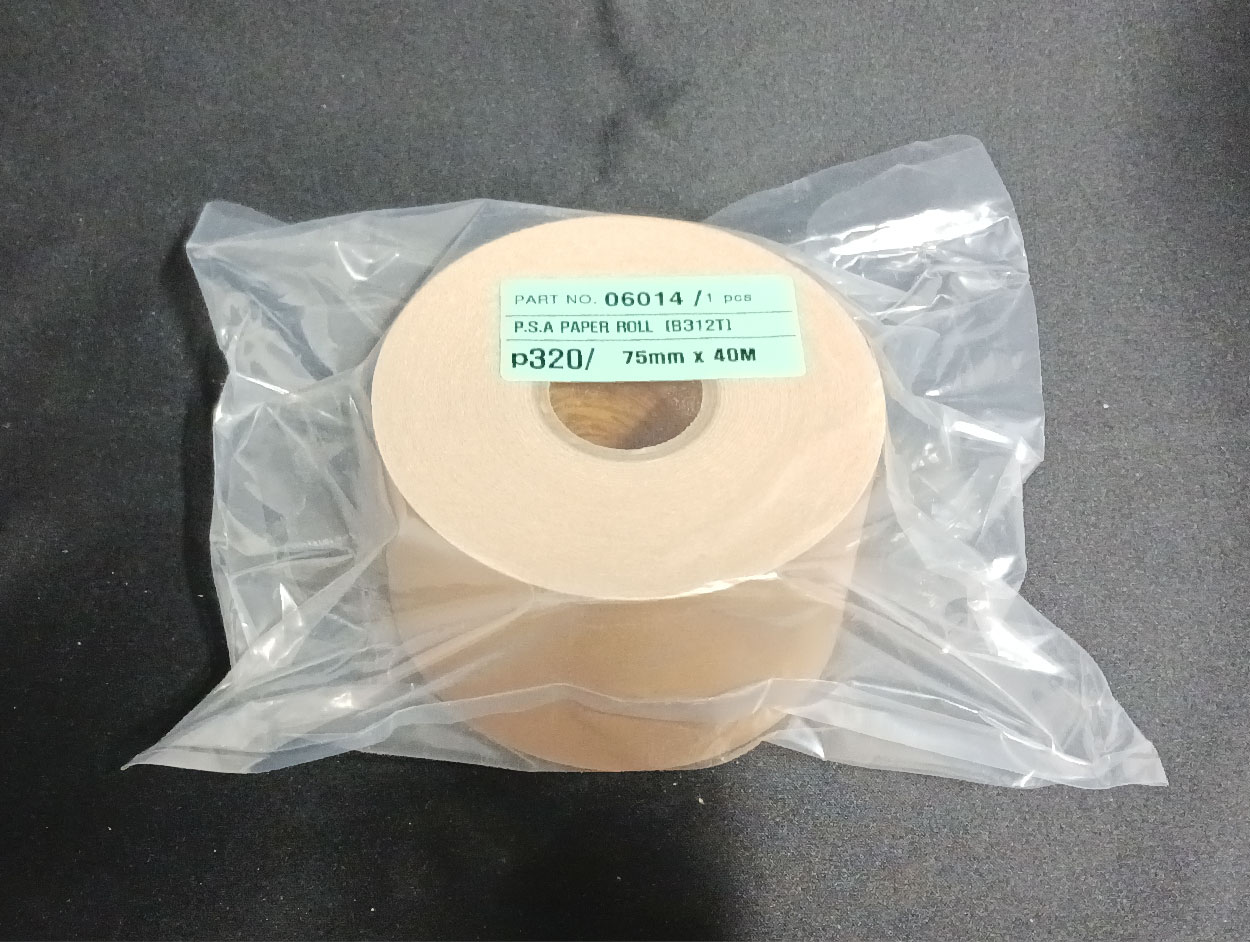 PART NO. 06014 / 1 pcs
P.S.A PAPER ROLL [B312T]
p320/ 75mm x 40M